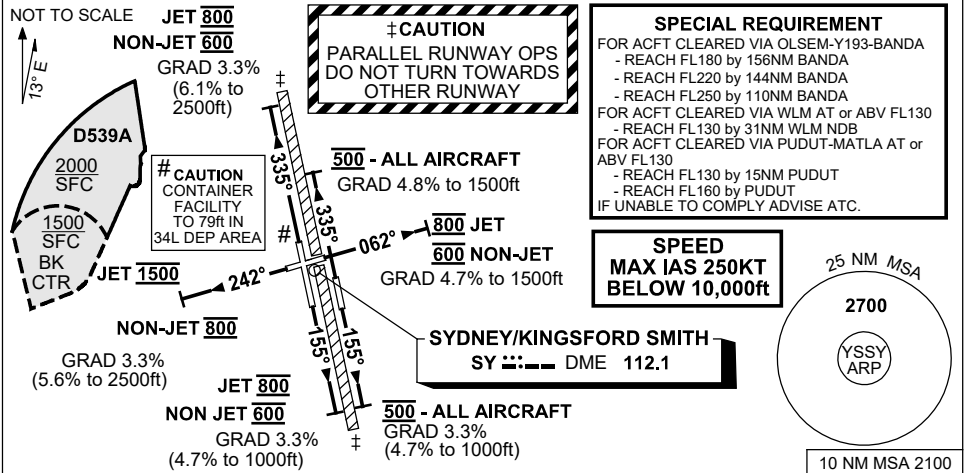 NOT TO SCALE
13° E
JET 800
NON-JET 600
GRAD 3.3%
(6.1% to
2500ft)
‡
‡CAUTION
PARALLEL RUNWAY OPS
DO NOT TURN TOWARDS
OTHER RUNWAY
SPECIAL REQUIREMENT
FOR ACFT CLEARED VIA OLSEM-Y193-BANDA
- REACH FL180 by 156NM BANDA
- REACH FL220 by 144NM BANDA
- REACH FL250 by 110NM BANDA
FOR ACFT CLEARED VIA WLM AT or ABV FL130
- REACH FL130 by 31NM WLM NDB
FOR ACFT CLEARED VIA PUDUT-MATLA AT or
ABV FL130
- REACH FL130 by 15NM PUDUT
- REACH FL160 by PUDUT
IF UNABLE TO COMPLY ADVISE ATC.
D539A
2000
SFC
1500
SFC
BK
CTR
# CAUTION
CONTAINER
FACILITY
TO 79ft IN
34L DEP AREA
#
335°
335°
500 - ALL AIRCRAFT
GRAD 4.8% to 1500ft
062°
800 JET
600 NON-JET
GRAD 4.7% to 1500ft
JET 1500
242°
NON-JET 800
GRAD 3.3%
(5.6% to 2500ft)
SPEED
MAX IAS 250KT
BELOW 10,000ft
SYDNEY/KINGSFORD SMITH
SY DME 112.1
155°
155°
JET 800
NON JET 600
GRAD 3.3%
(4.7% to 1000ft)
‡
500 - ALL AIRCRAFT
GRAD 3.3%
(4.7% to 1000ft)
25 NM MSA
2700
YSSY
ARP
10 NM MSA 2100